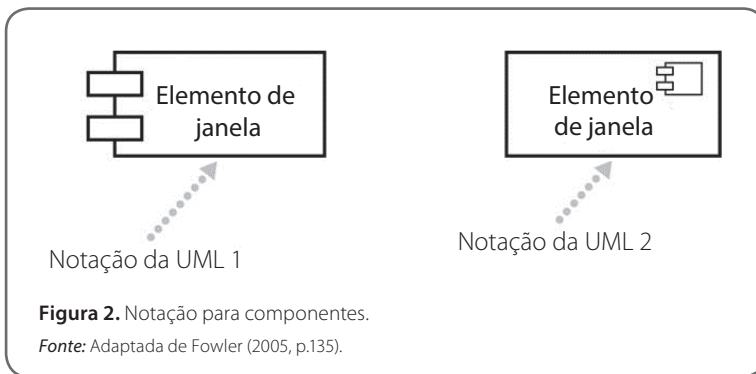 Elemento de
janela
Elemento
de janela
Notação da UML 1
Notação da UML 2
Figura 2. Notação para componentes.
Fonte: Adaptada de Fowler (2005, p.135).